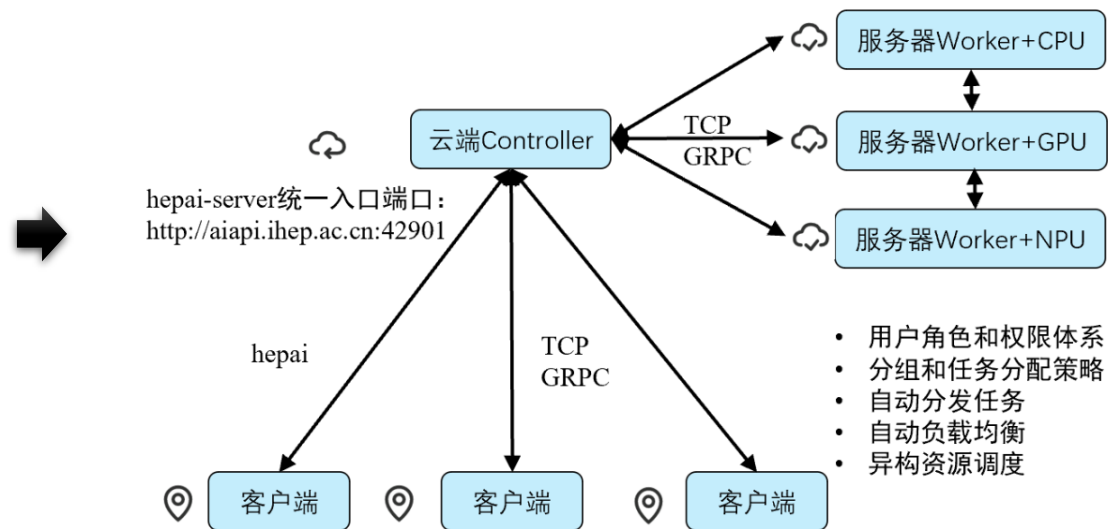 服务器Worker+CPU
云端Controller
TCP
GRPC
服务器Worker+GPU
hepai-server统一入口端口：
http://aiapi.ihep.ac.cn:42901
服务器Worker+NPU
hepai
TCP
GRPC
• 用户角色和权限体系
• 分组和任务分配策略
• 自动分发任务
• 自动负载均衡
• 异构资源调度
客户端
客户端
客户端